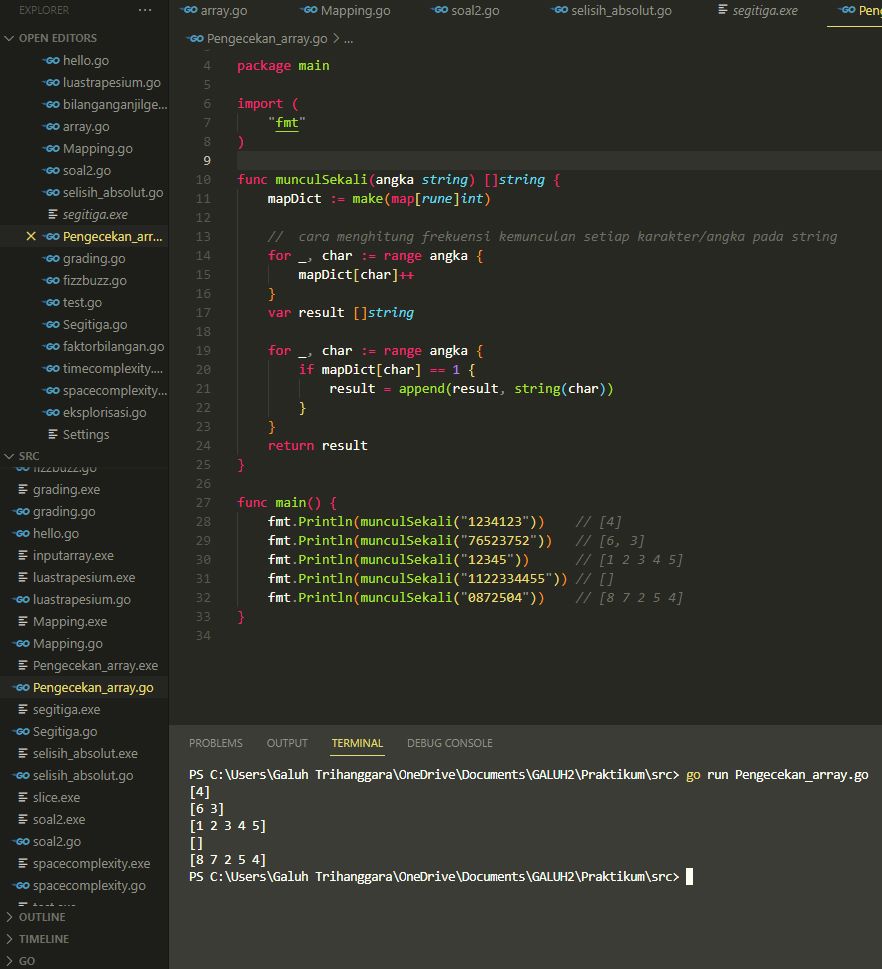 EXPLORER ...
OPEN EDITORS
hello.go
luastrapesium.go
bilanganganjilge...
array.go
Mapping.go
soal2.go
selisih_absolut.go
segitiga.exe
Pengecekan_arr...
grading.go
fizzbuzz.go
test.go
Segitiga.go
faktorbilangan.go
timecomplexity....
spacecomplexity...
eksplorisasi.go
Settings
SRC
fizzbuzz.go
grading.exe
grading.go
hello.go
inputarray.exe
luastrapesium.exe
luastrapesium.go
Mapping.exe
Mapping.go
Pengecekan_array.exe
Pengecekan_array.go
segitiga.exe
Segitiga.go
selisih_absolut.exe
selisih_absolut.go
slice.exe
soal2.exe
soal2.go
spacecomplexity.exe
spacecomplexity.go
test.exe
OUTLINE
TIMELINE
GO
array.go Mapping.go soal2.go selisih_absolut.go segitiga.exe Pen
Pengecekan_array.go > ...
4 package main
5
6 import (
7 "fmt"
8 )
9
10 func munculSekali(angka string) []string {
11 mapDict := make(map[rune]int)
12
13 // cara menghitung frekuensi kemunculan setiap karakter/angka pada string
14 for _, char := range angka {
15 mapDict[char]++
16 }
17 var result []string
18
19 for _, char := range angka {
20 if mapDict[char] == 1 {
21 result = append(result, string(char))
22 }
23 }
24 return result
25 }
26
27 func main() {
28 fmt.Println(munculSekali("1234123")) // [4]
29 fmt.Println(munculSekali("76523752")) // [6, 3]
30 fmt.Println(munculSekali("12345")) // [1 2 3 4 5]
31 fmt.Println(munculSekali("1122334455")) // []
32 fmt.Println(munculSekali("0872504")) // [8 7 2 5 4]
33 }
34
PROBLEMS OUTPUT TERMINAL DEBUG CONSOLE
PS C:\Users\Galuh Trihanggara\OneDrive\Documents\GALUH2\Praktikum\src> go run Pengecekan_array.go
[4]
[6 3]
[1 2 3 4 5]
[]
[8 7 2 5 4]
PS C:\Users\Galuh Trihanggara\OneDrive\Documents\GALUH2\Praktikum\src>